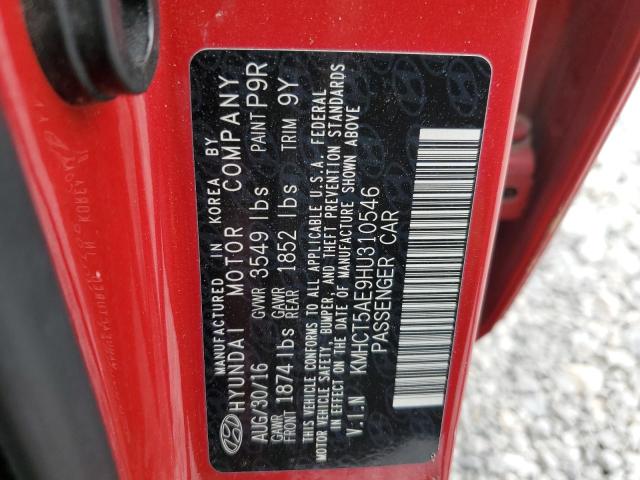 MANUFACTURED IN KOREA BY
HYUNDAI MOTOR COMPANY
AUG/30/16 GVWR 3549 lbs PAINT P9R
GAWR FRONT 1874 lbs GAWR REAR 1852 lbs TRIM 9Y
THIS VEHICLE CONFORMS TO ALL APPLICABLE U.S.A. FEDERAL
MOTOR VEHICLE SAFETY, BUMPER, AND THEFT PREVENTION STANDARDS
IN EFFECT ON THE DATE OF MANUFACTURE SHOWN ABOVE
V.I.N KMHCT5AE9HU310546
PASSENGER CAR